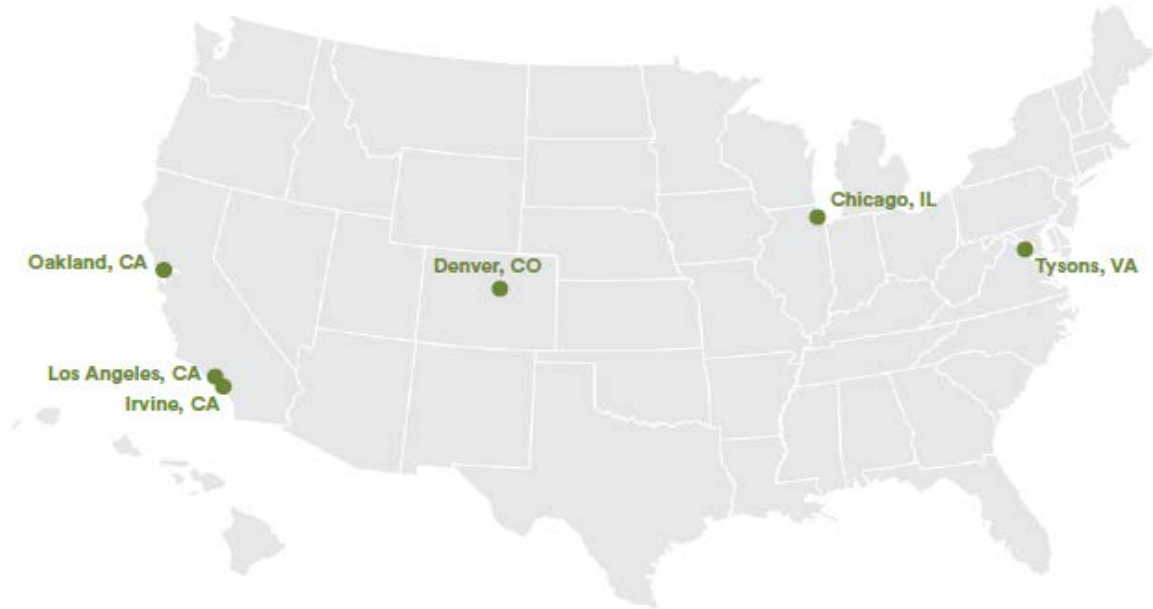 Chicago, IL
Oakland, CA
Denver, CO
Tysons, VA
Los Angeles, CA
Irvine, CA